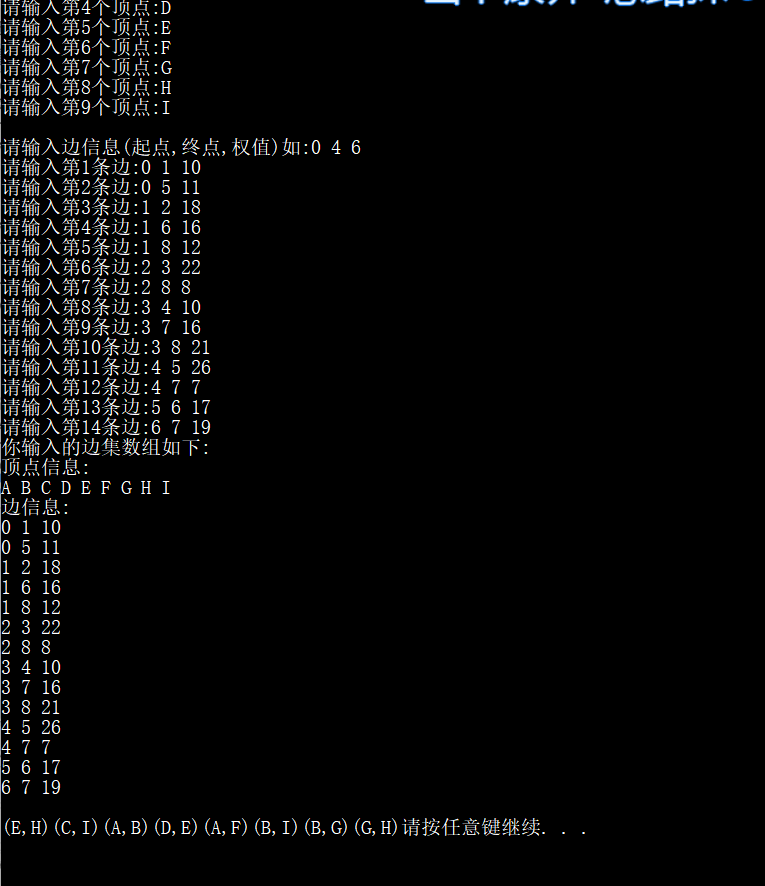 请输入第4个顶点:D
请输入第5个顶点:E
请输入第6个顶点:F
请输入第7个顶点:G
请输入第8个顶点:H
请输入第9个顶点:I
请输入边信息(起点,终点,权值)如:0 4 6
请输入第1条边:0 1 10
请输入第2条边:0 5 11
请输入第3条边:1 2 18
请输入第4条边:1 6 16
请输入第5条边:1 8 12
请输入第6条边:2 3 22
请输入第7条边:2 8 8
请输入第8条边:3 4 10
请输入第9条边:3 7 16
请输入第10条边:3 8 21
请输入第11条边:4 5 26
请输入第12条边:4 7 7
请输入第13条边:5 6 17
请输入第14条边:6 7 19
你输入的边集数组如下:
顶点信息:
A B C D E F G H I
边信息:
0 1 10
0 5 11
1 2 18
1 6 16
1 8 12
2 3 22
2 8 8
3 4 10
3 7 16
3 8 21
4 5 26
4 7 7
5 6 17
6 7 19
(E,H)(C,I)(A,B)(D,E)(A,F)(B,I)(B,G)(G,H)请按任意键继续. . .